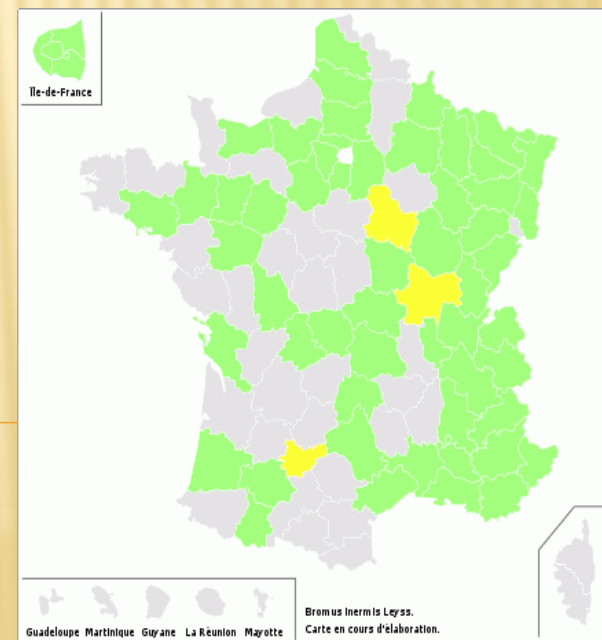 Île-de-France
Guadeloupe Martinique Guyane La Réunion Mayotte
Bromus inermis Leyss.
Carte en cours d'élaboration.